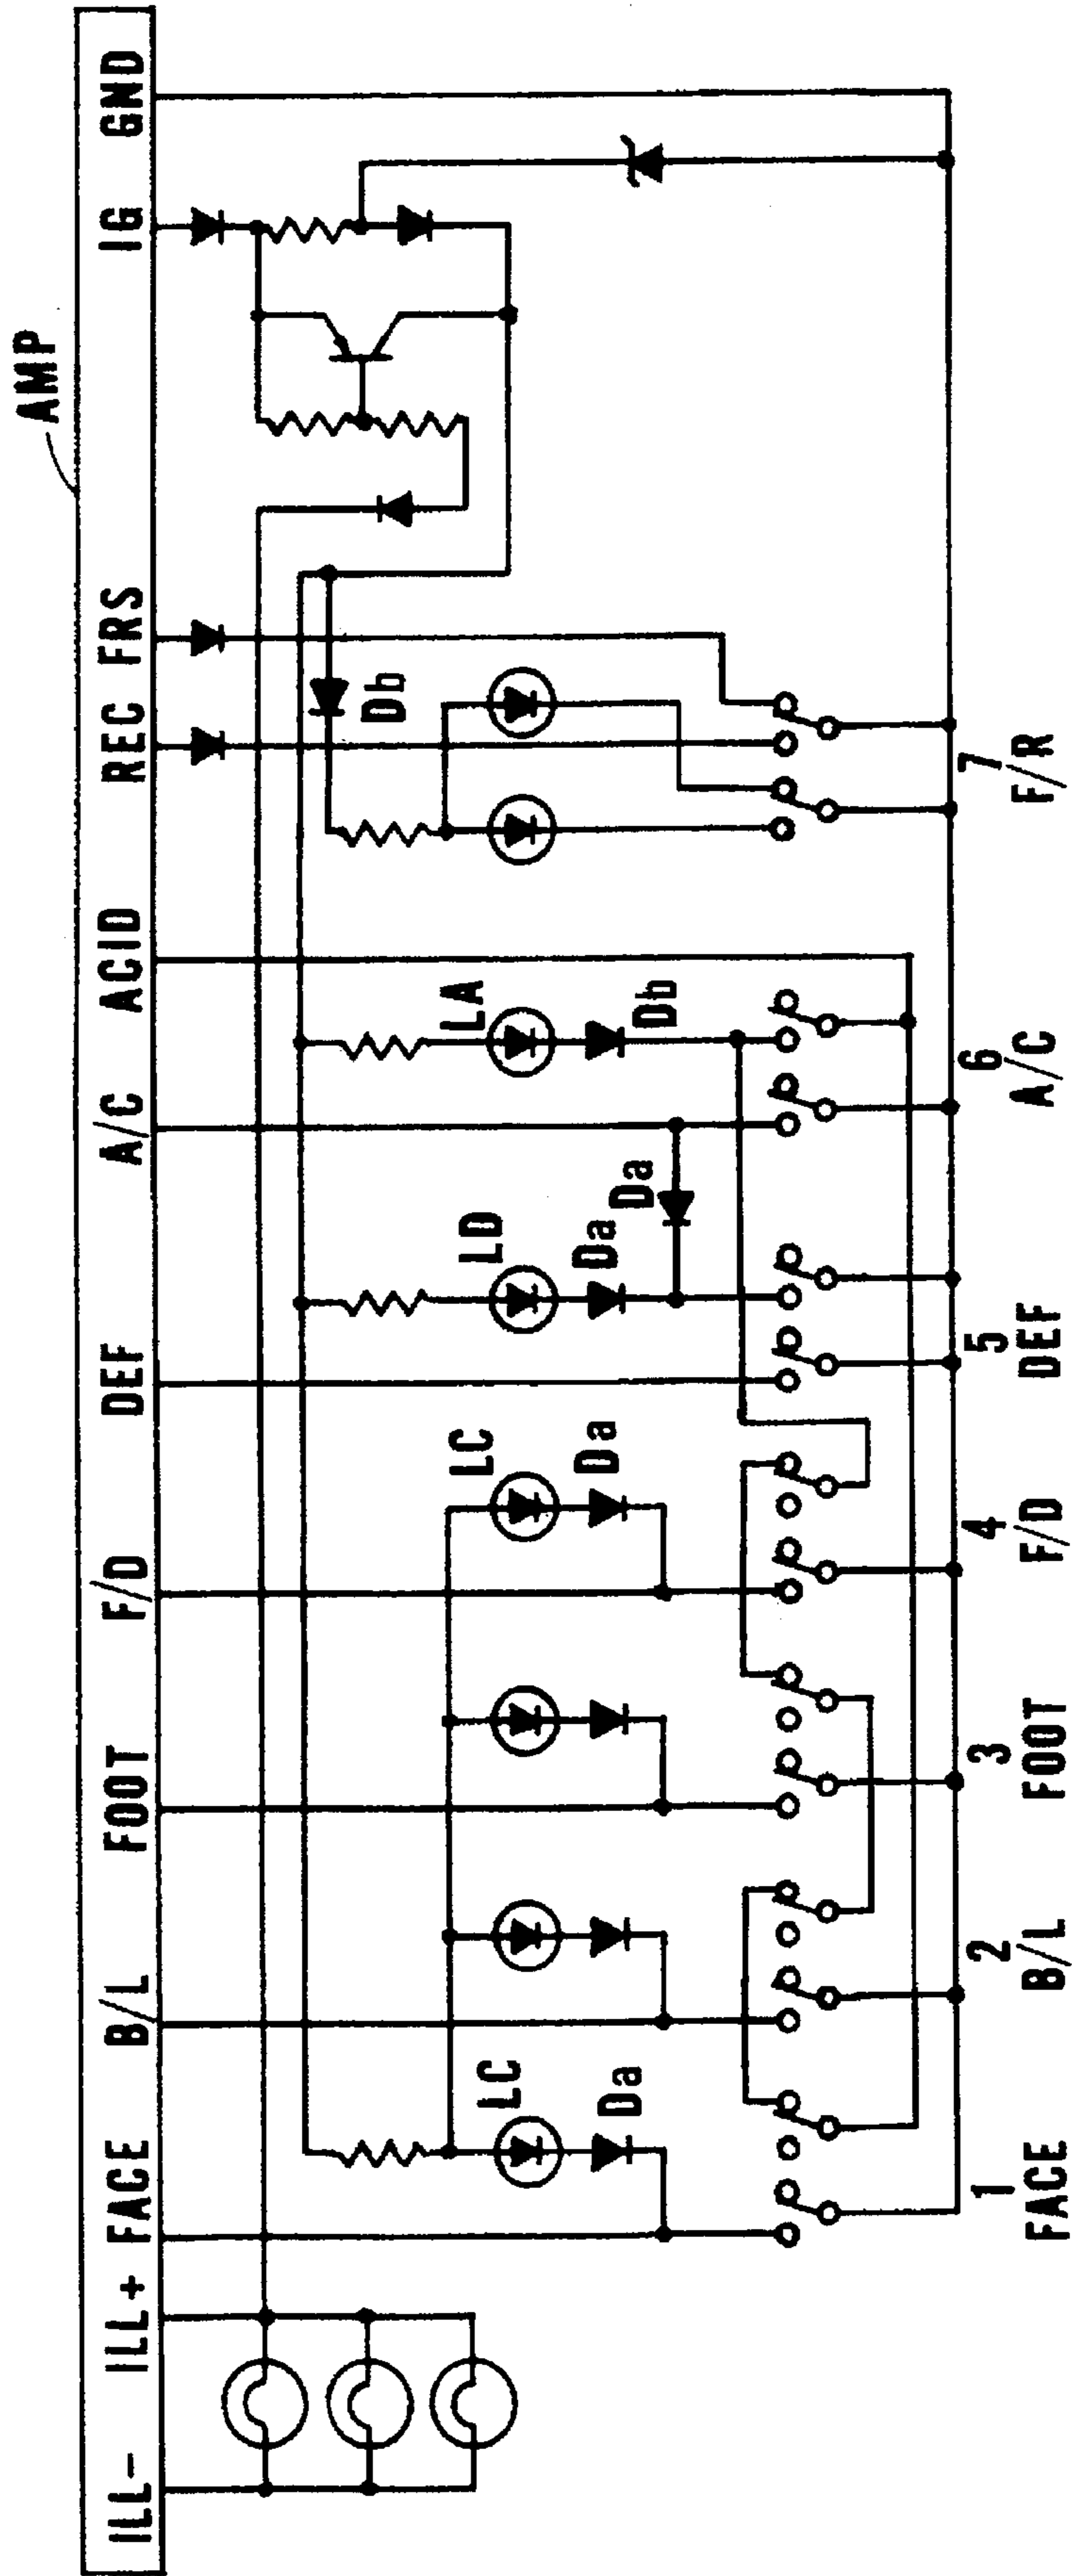 AMP
ILL- ILL+ FACE B/L FOOT F/D DEF A/C ACID REC FRS IG GND
Db
LC
LC
LD
LA
Da
Da
Da
Da
Db
1
FACE
2
B/L
3
FOOT
4
F/D
5
DEF
6
A/C
7
F/R